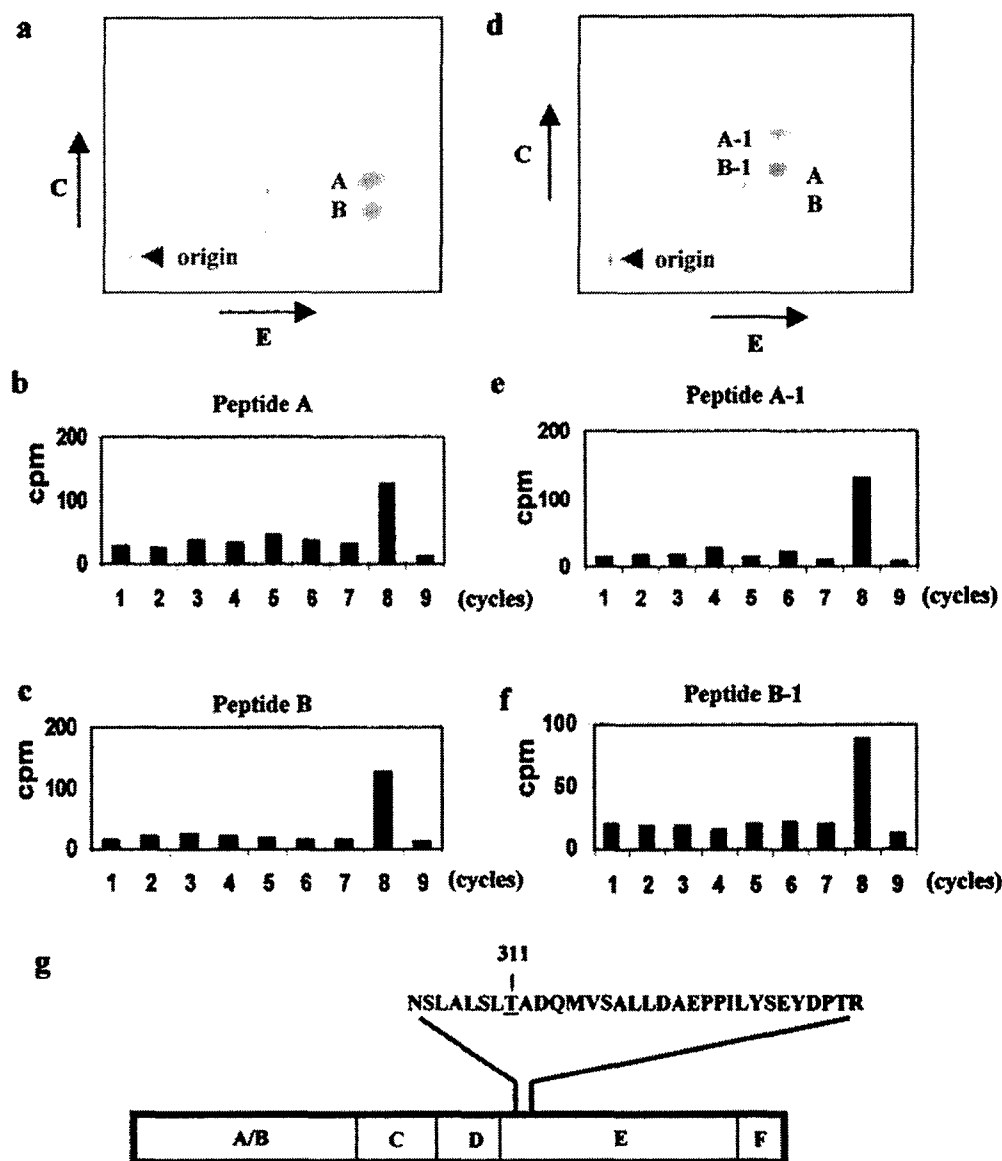 a
C
A
B
origin
E
d
C
A-1
B-1
A
B
origin
E
b
Peptide A
cpm
200
100
0
1 2 3 4 5 6 7 8 9 (cycles)
e
Peptide A-1
cpm
200
100
0
1 2 3 4 5 6 7 8 9 (cycles)
c
Peptide B
cpm
200
100
0
1 2 3 4 5 6 7 8 9 (cycles)
f
Peptide B-1
cpm
100
50
0
1 2 3 4 5 6 7 8 9 (cycles)
g
311
NSLALSLTADQMVSALLDAEPPILYSEYDPTR
A/B C D E F